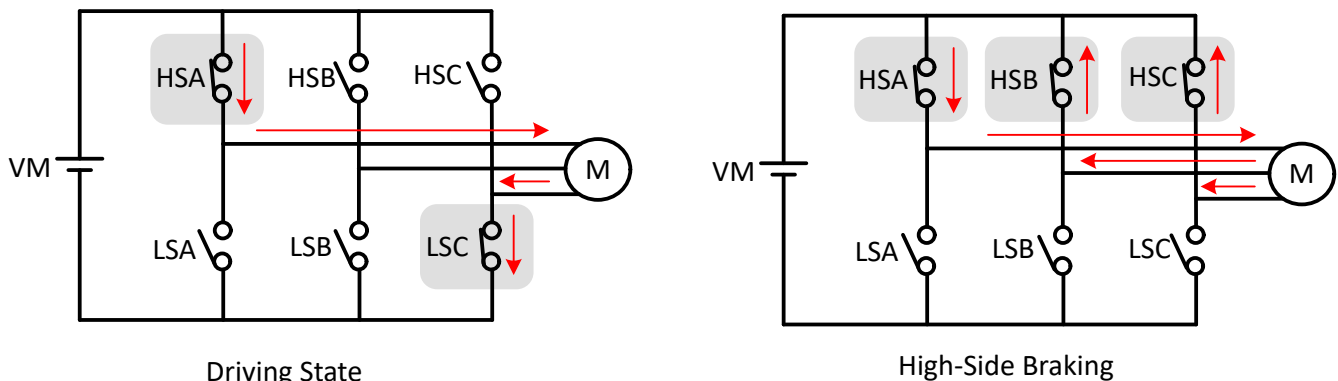 HSA HSB HSC
VM
M
LSA LSB LSC
Driving State
HSA HSB HSC
VM
M
LSA LSB LSC
High-Side Braking